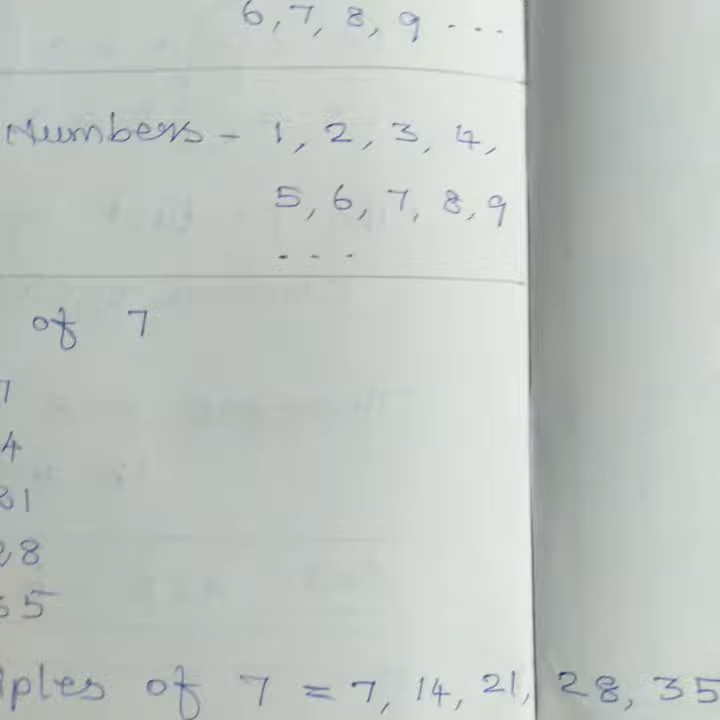 6, 7, 8, 9 ...
Numbers - 1, 2, 3, 4,
5, 6, 7, 8, 9
...
of 7
7
4
21
28
35
iples of 7 = 7, 14, 21, 28, 35